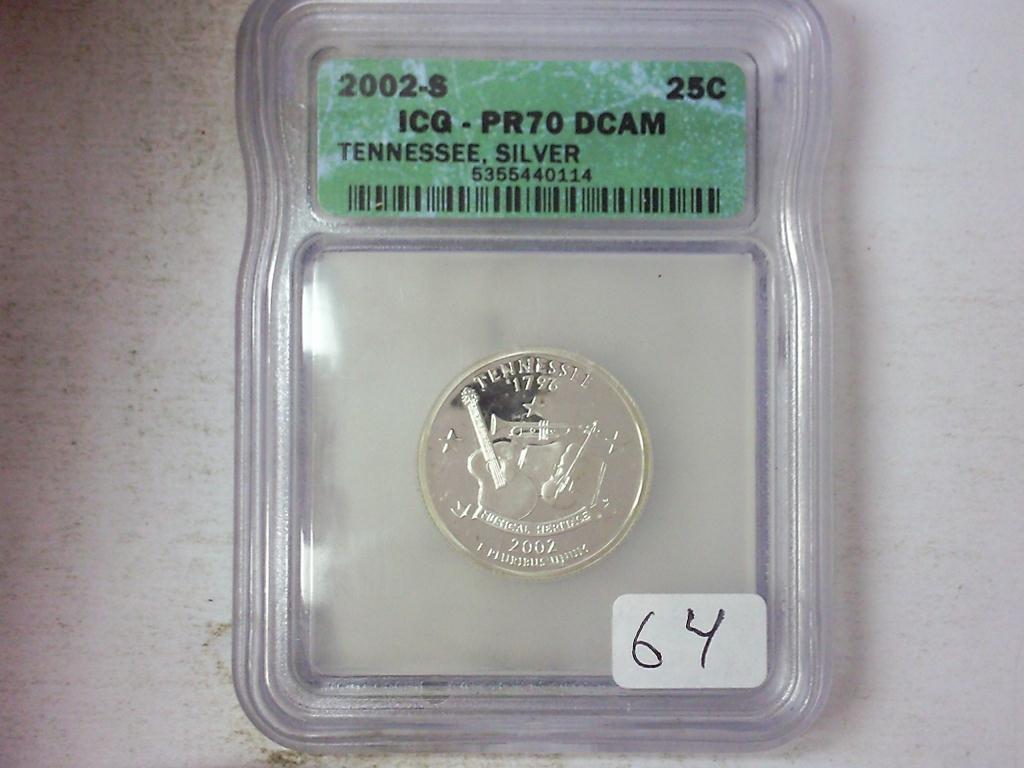 2002-S 25C
ICG - PR70 DCAM
TENNESSEE, SILVER
5355440114
TENNESSEE
1796
MUSICAL HERITAGE
2002
E PLURIBUS UNUM
64